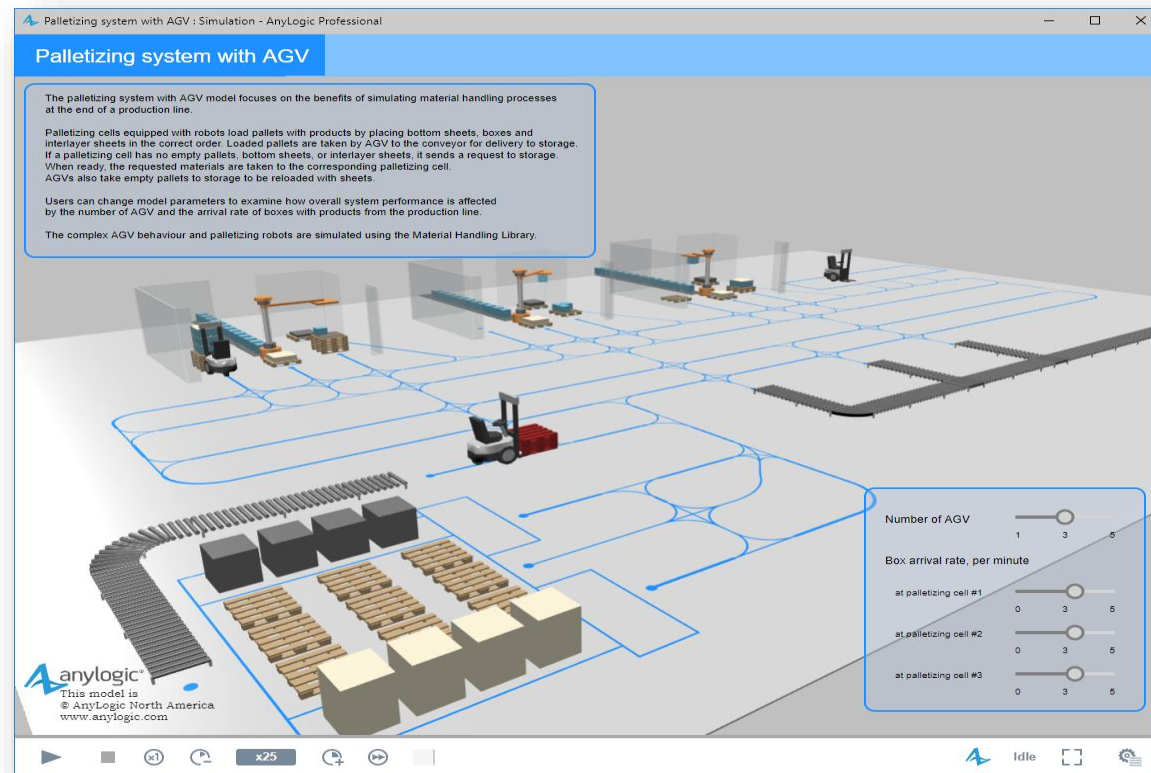 Palletizing system with AGV : Simulation - AnyLogic Professional
Palletizing system with AGV
The palletizing system with AGV model focuses on the benefits of simulating material handling processes
at the end of a production line.
Palletizing cells equipped with robots load pallets with products by placing bottom sheets, boxes and
interlayer sheets in the correct order. Loaded pallets are taken by AGV to the conveyor for delivery to storage.
If a palletizing cell has no empty pallets, bottom sheets, or interlayer sheets, it sends a request to storage.
When ready, the requested materials are taken to the corresponding palletizing cell.
AGVs also take empty pallets to storage to be reloaded with sheets.
Users can change model parameters to examine how overall system performance is affected
by the number of AGV and the arrival rate of boxes with products from the production line.
The complex AGV behaviour and palletizing robots are simulated using the Material Handling Library.
Number of AGV
1 3 5
Box arrival rate, per minute
at palletizing cell #1
0 3 5
at palletizing cell #2
0 3 5
at palletizing cell #3
0 3 5
anylogic®
This model is
© AnyLogic North America
www.anylogic.com
x1
x25
Idle